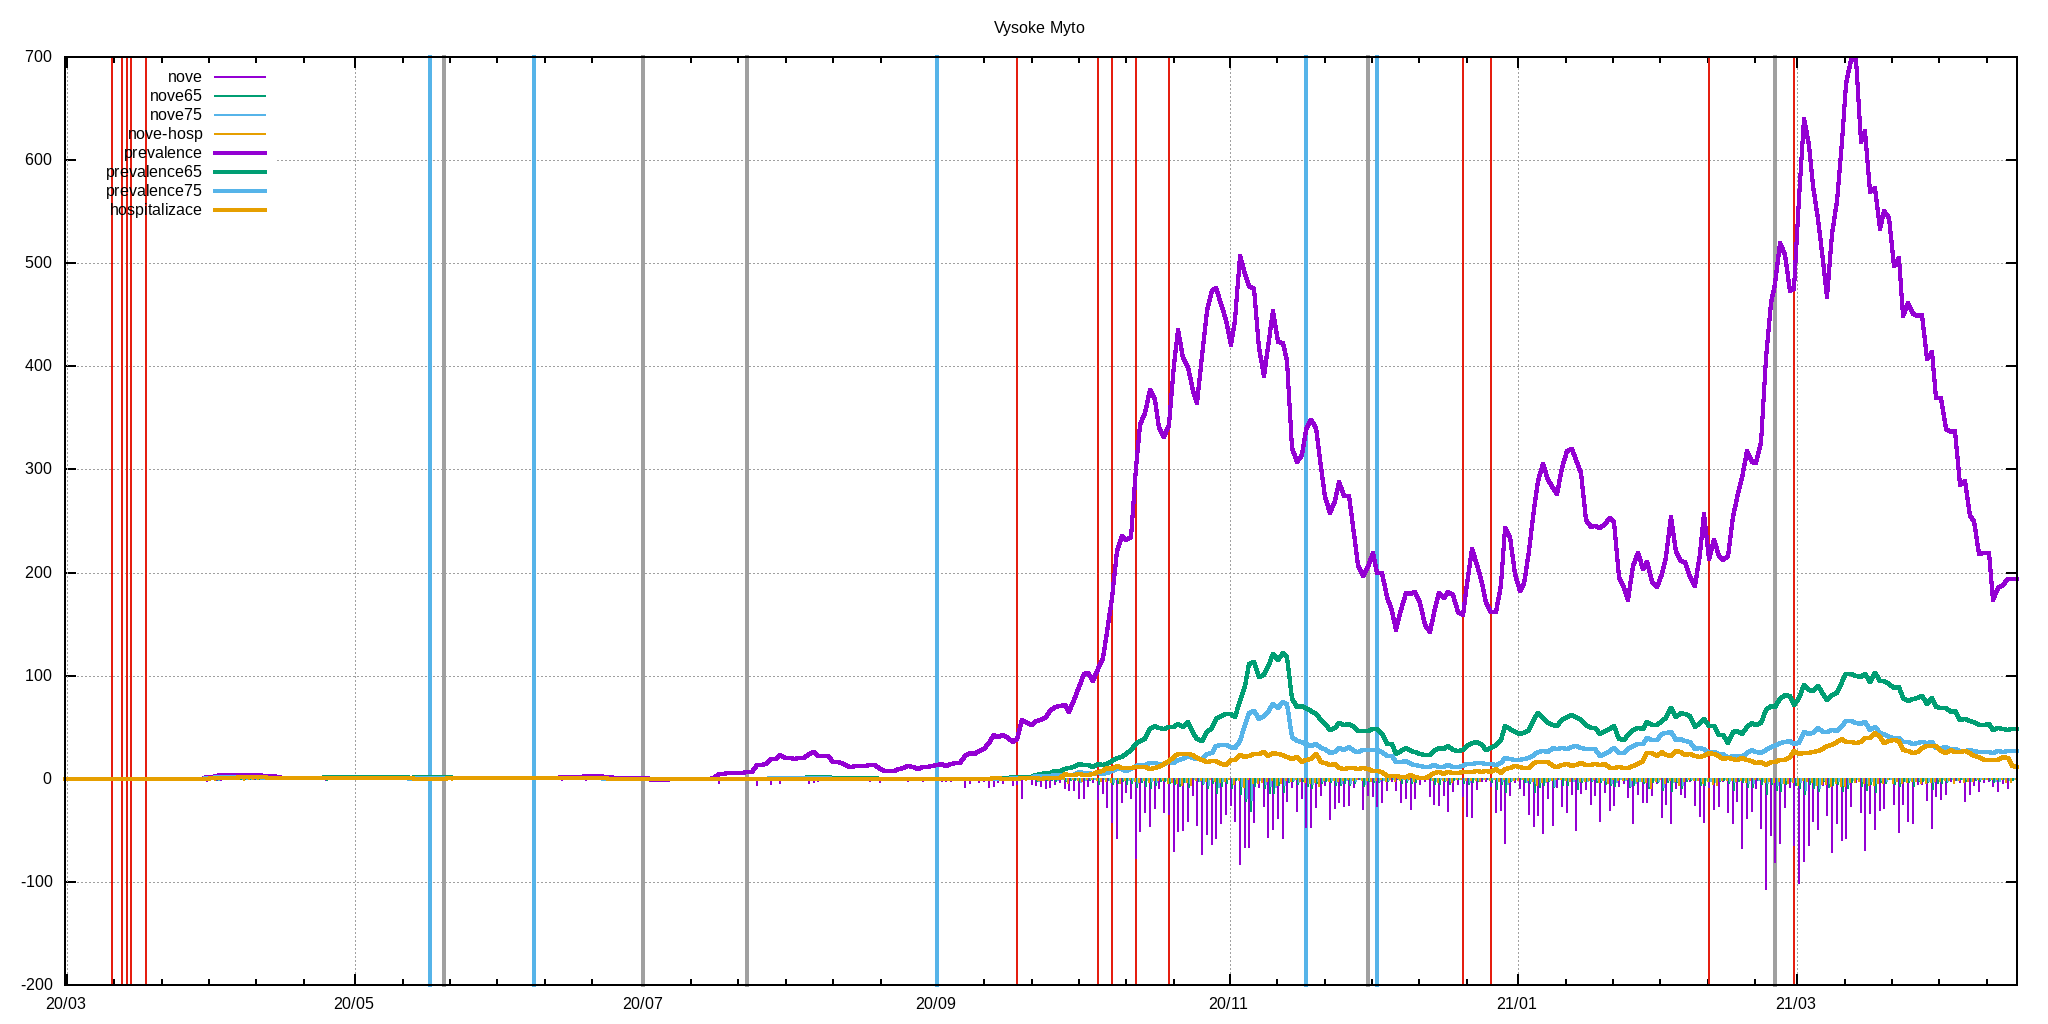 Vysoke Myto
700
600
500
400
300
200
100
0
-100
-200
nove
nove65
nove75
nove-hosp
prevalence
prevalence65
prevalence75
hospitalizace
20/03
20/05
20/07
20/09
20/11
21/01
21/03